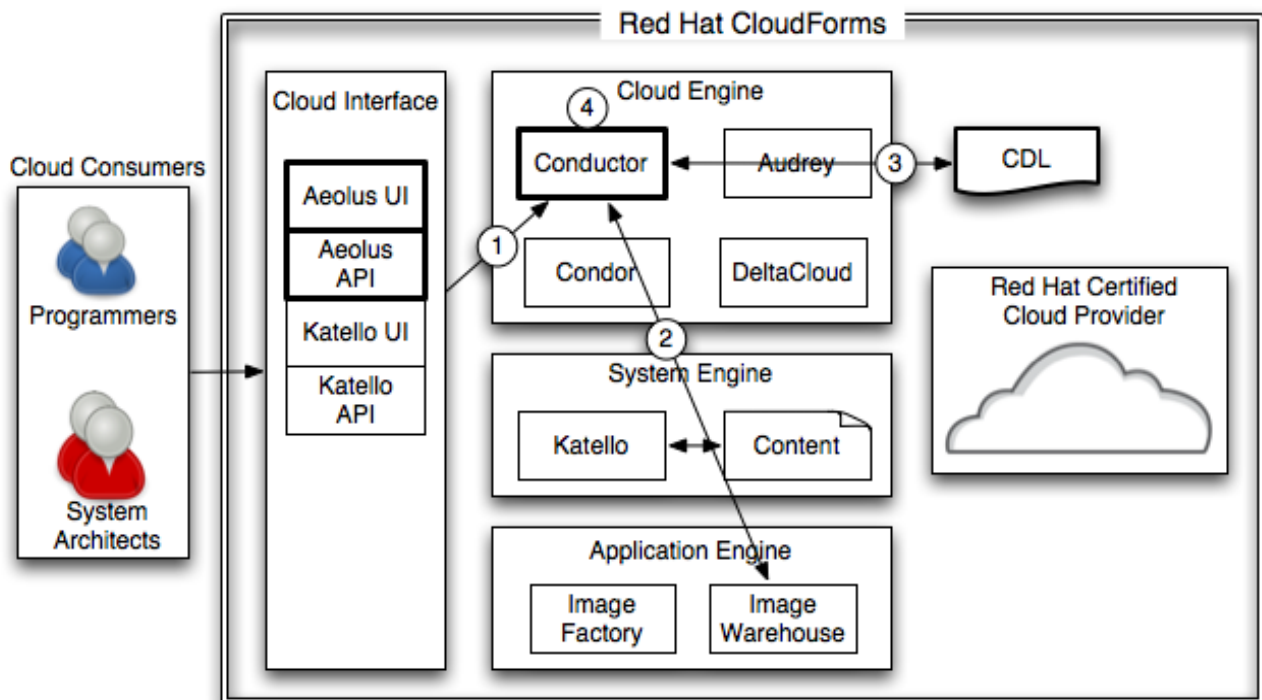 Red Hat CloudForms
Cloud Consumers
Programmers
System
Architects
Cloud Interface
Aeolus UI
Aeolus
API
Katello UI
Katello
API
Cloud Engine
4
Conductor
Audrey
3
CDL
1
Condor
DeltaCloud
2
System Engine
Katello
Content
Application Engine
Image
Factory
Image
Warehouse
Red Hat Certified
Cloud Provider